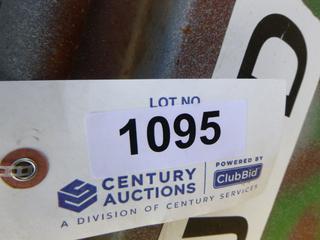 LOT NO
1095
CENTURY
AUCTIONS
POWERED BY
ClubBid
A DIVISION OF CENTURY SERVICES